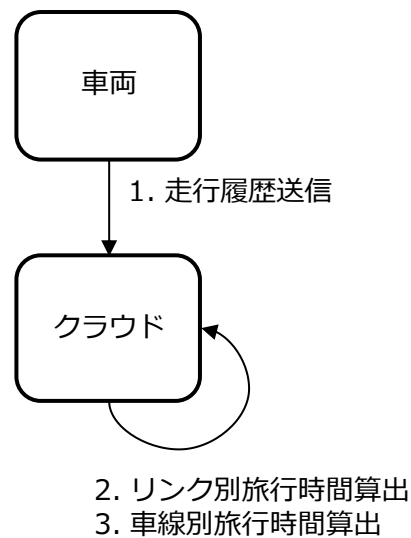 車両
1. 走行履歴送信
クラウド
2. リンク別旅行時間算出
3. 車線別旅行時間算出